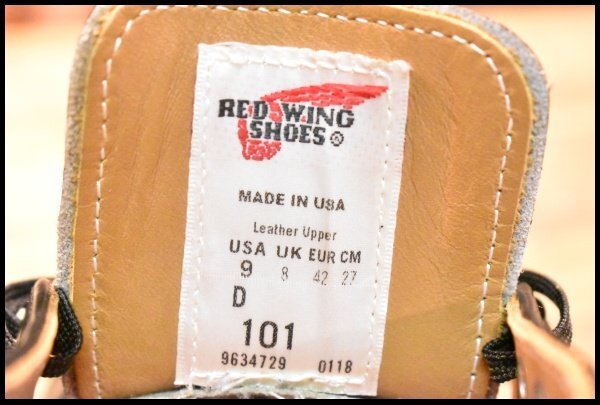 RED WING
SHOES®
MADE IN USA
Leather Upper
USA UK EUR CM
9 8 42 27
D
101
9634729 0118